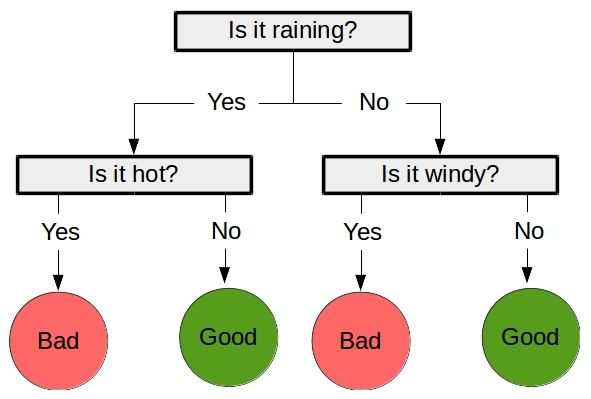 Is it raining?
Yes
No
Is it hot?
Is it windy?
Yes
No
Yes
No
Bad
Good
Bad
Good